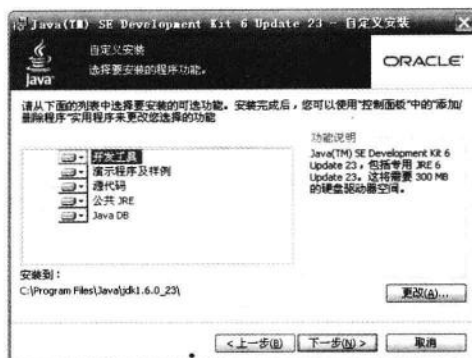 Java(TM) SE Development Kit 6 Update 23 - 自定义安装
Java
自定义安装
选择要安装的程序功能。
ORACLE
请从下面的列表中选择要安装的可选功能。安装完成后，您可以使用“控制面板”中的“添加/
删除程序”实用程序来更改您选择的功能
开发工具
演示程序及样例
源代码
公共 JRE
Java DB
功能说明
Java(TM) SE Development Kit 6
Update 23，包括专用 JRE 6
Update 23。这将需要 300 MB
的硬盘驱动器空间。
安装到：
C:\Program Files\Java\jdk1.6.0_23\
更改(A)...
<上一步(B)
下一步(N)>
取消